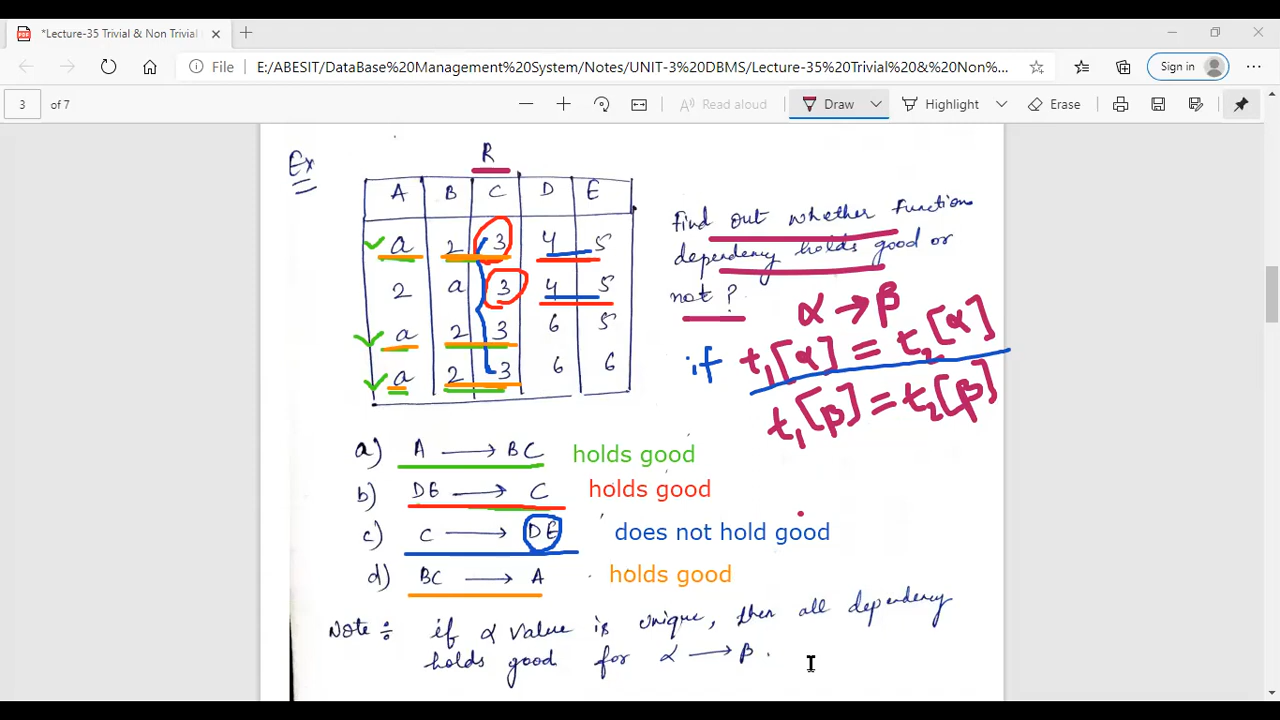 *Lecture-35 Trivial & Non Trivial
File E:/ABESIT/DataBase%20Management%20System/Notes/UNIT-3%20DBMS/Lecture-35%20Trivial%20&%20Non%... Sign in
3 of 7 Read aloud Draw Highlight Erase
Ex
R
A B C D E
a 2 3 4 5
2 a 3 4 5
a 2 3 6 5
a 2 3 6 6
Find out whether function
dependency holds good or
not ?
α → β
if t1[α] = t2[α]
t1[β] = t2[β]
a) A → BC holds good
b) DE → C holds good
c) C → DE does not hold good
d) BC → A holds good
Note : if α value is unique, then all dependency
holds good for α → β .